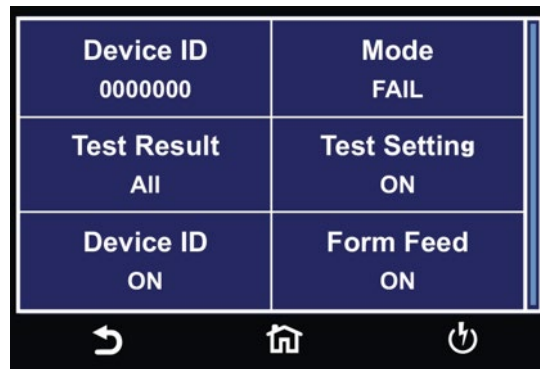 Device ID
0000000
Mode
FAIL
Test Result
All
Test Setting
ON
Device ID
ON
Form Feed
ON